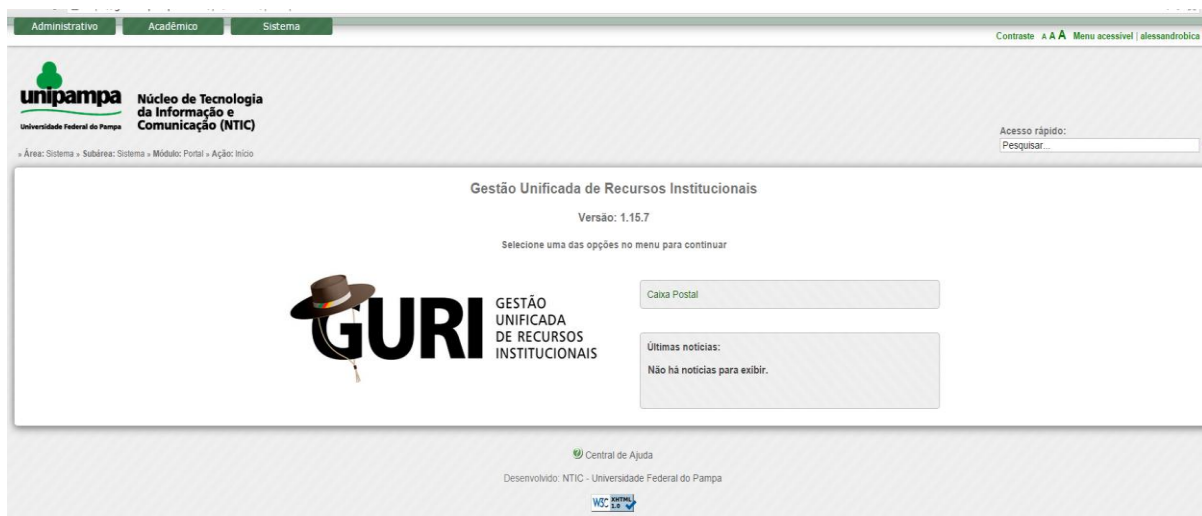 Administrativo
Acadêmico
Sistema
Contraste A A A Menu acessível | alessandrobica
unipampa
Universidade Federal do Pampa
Núcleo de Tecnologia
da Informação e
Comunicação (NTIC)
Acesso rápido:
Pesquisar...
» Área: Sistema » Subárea: Sistema » Módulo: Portal » Ação: Início
Gestão Unificada de Recursos Institucionais
Versão: 1.15.7
Selecione uma das opções no menu para continuar
GURI
GESTÃO
UNIFICADA
DE RECURSOS
INSTITUCIONAIS
Caixa Postal
Últimas notícias:
Não há notícias para exibir.
Central de Ajuda
Desenvolvido: NTIC - Universidade Federal do Pampa
W3C XHTML
1.0